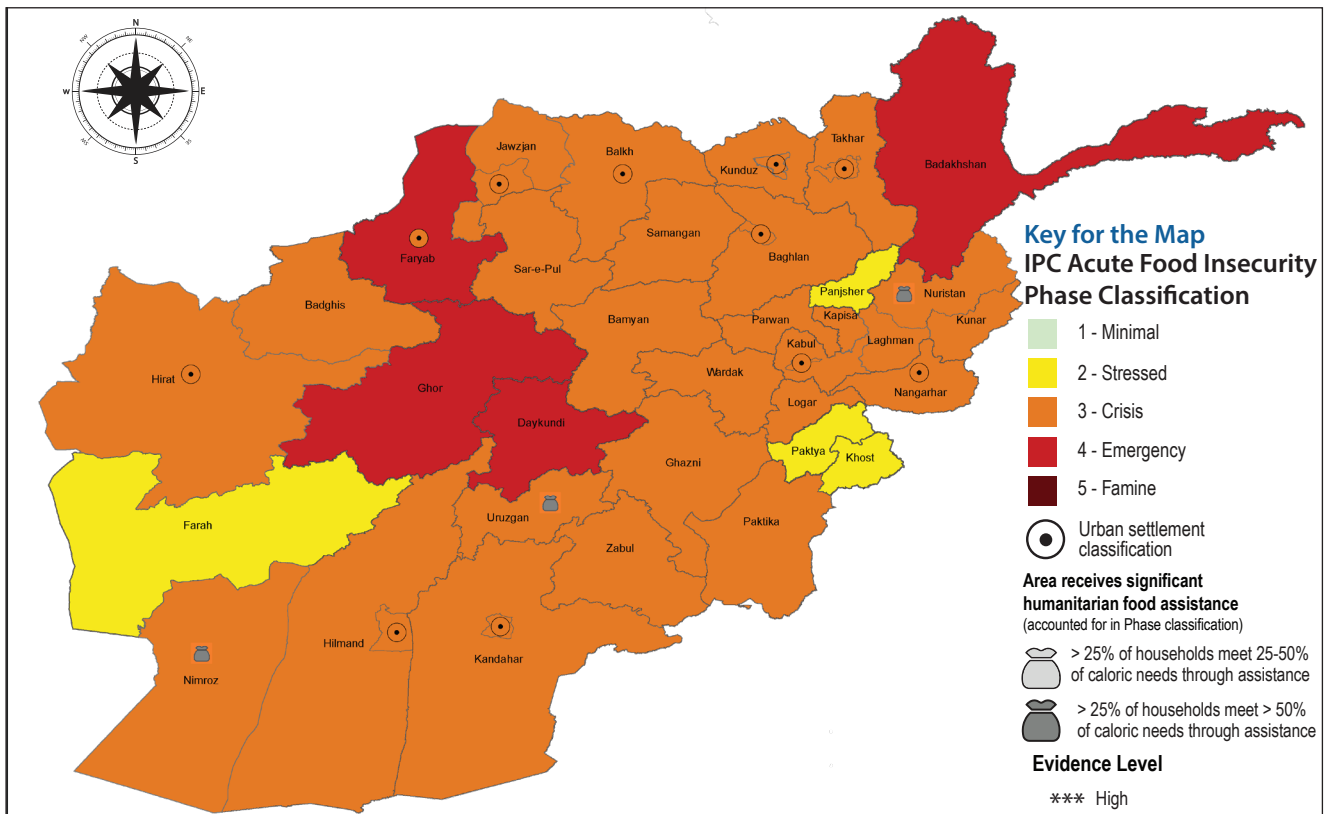 N
NW
NE
W
E
SW
SE
S
Jawzjan
Balkh
Kunduz
Takhar
Badakhshan
Faryab
Sar-e-Pul
Samangan
Baghlan
Badghis
Bamyan
Parwan
Panjsher
Kapisa
Nuristan
Kunar
Laghman
Kabul
Hirat
Ghor
Wardak
Logar
Nangarhar
Daykundi
Ghazni
Paktya
Khost
Farah
Uruzgan
Zabul
Paktika
Nimroz
Hilmand
Kandahar
Key for the Map
IPC Acute Food Insecurity
Phase Classification
1 - Minimal
2 - Stressed
3 - Crisis
4 - Emergency
5 - Famine
Urban settlement
classification
Area receives significant
humanitarian food assistance
(accounted for in Phase classification)
> 25% of households meet 25-50%
of caloric needs through assistance
> 25% of households meet > 50%
of caloric needs through assistance
Evidence Level
*** High